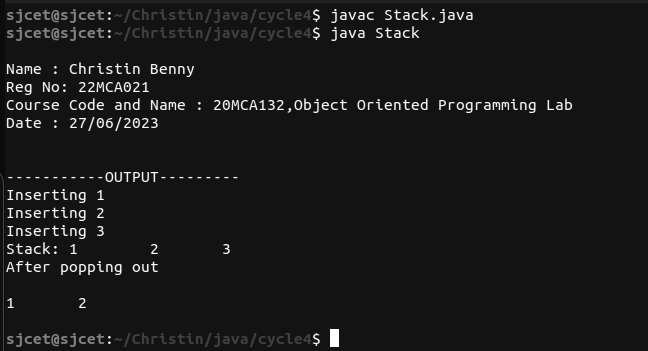 sjcet@sjcet:~/Christin/java/cycle4$ javac Stack.java
sjcet@sjcet:~/Christin/java/cycle4$ java Stack
Name : Christin Benny
Reg No: 22MCA021
Course Code and Name : 20MCA132,Object Oriented Programming Lab
Date : 27/06/2023
-----------OUTPUT---------
Inserting 1
Inserting 2
Inserting 3
Stack: 1        2       3
After popping out
1       2
sjcet@sjcet:~/Christin/java/cycle4$